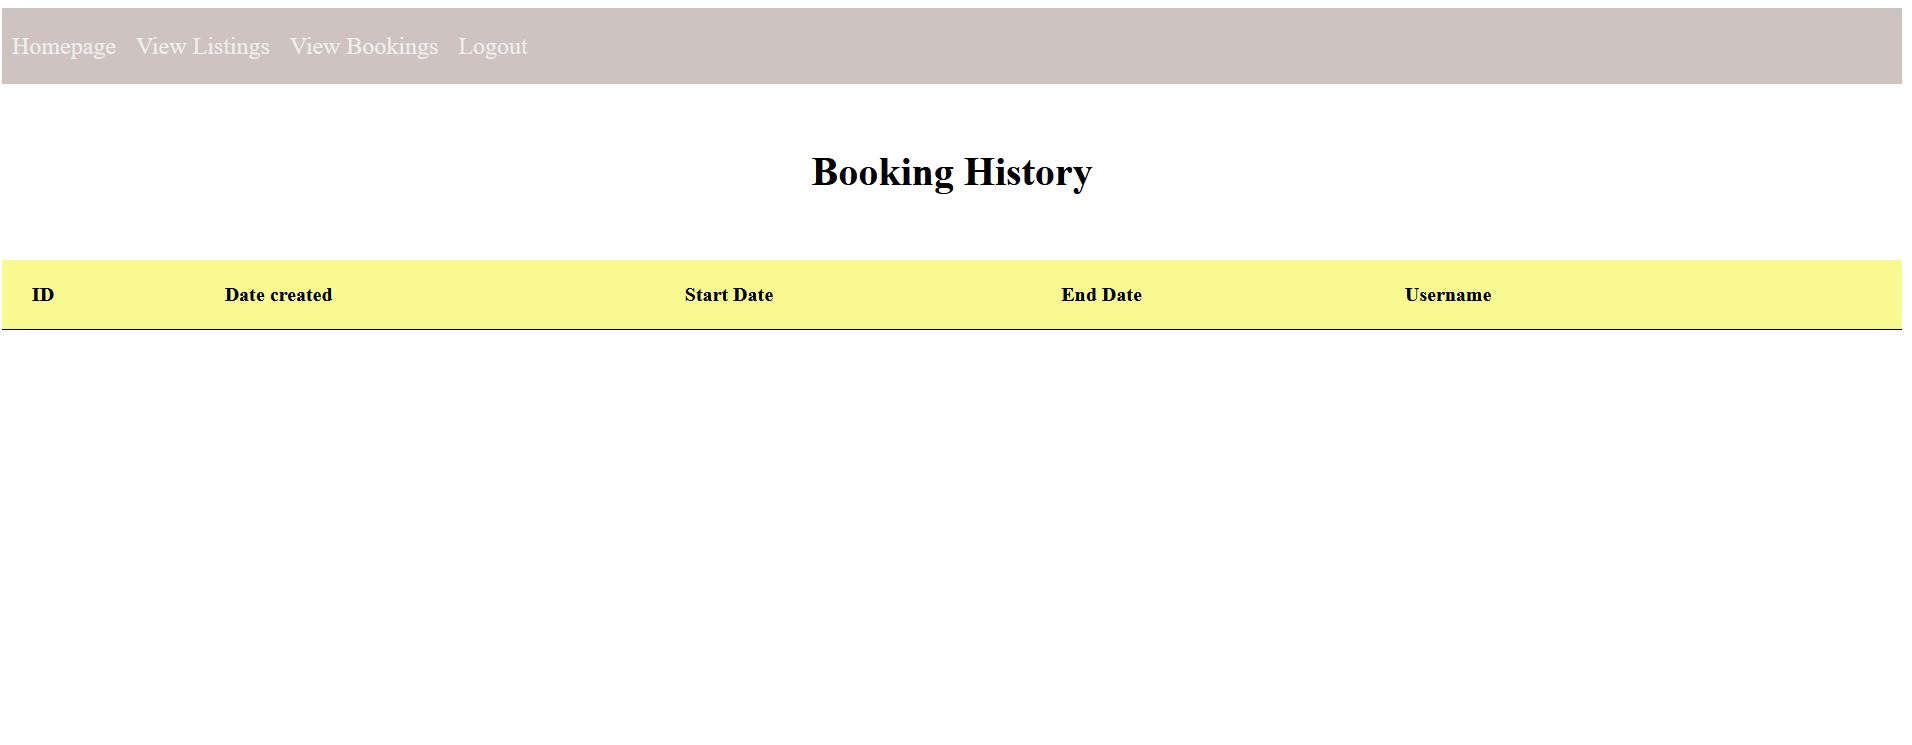 Homepage View Listings View Bookings Logout
Booking History
ID Date created Start Date End Date Username